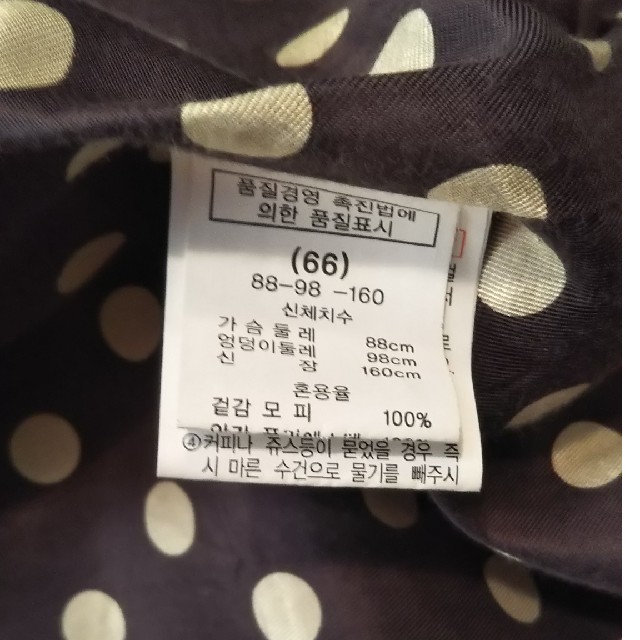 품질경영 촉진법에
의한 품질표시
(66)
88-98 -160
신체치수
가 슴 둘 레 88cm
엉덩이둘레 98cm
신 장 160cm
혼용율
겉감 모 피 100%
④커피나 쥬스등이 묻었을 경우 즉
시 마른 수건으로 물기를 빼주시